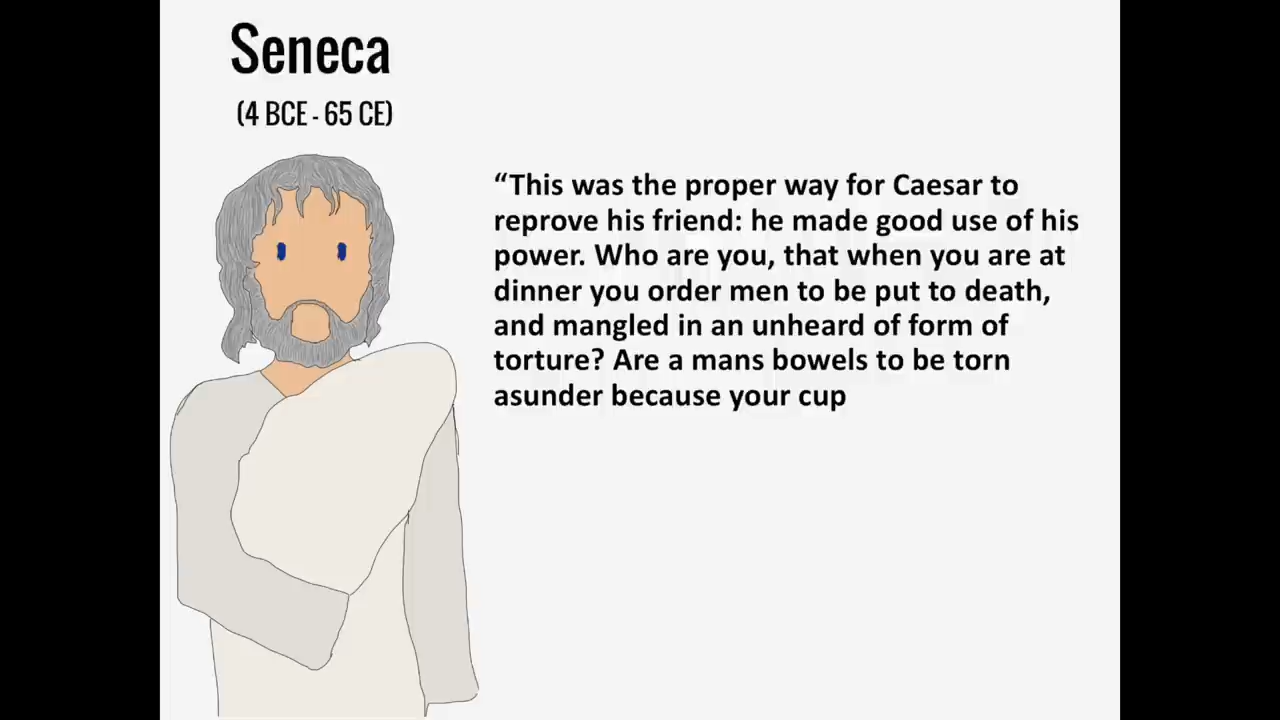 Seneca
(4 BCE - 65 CE)
“This was the proper way for Caesar to
reprove his friend: he made good use of his
power. Who are you, that when you are at
dinner you order men to be put to death,
and mangled in an unheard of form of
torture? Are a mans bowels to be torn
asunder because your cup